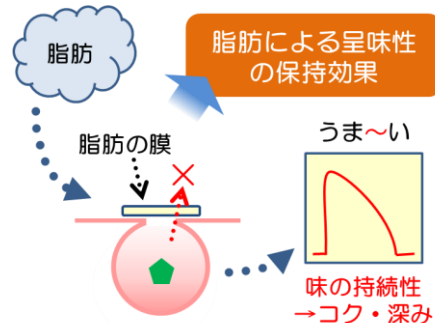 脂肪
脂肪による呈味性
の保持効果
脂肪の膜
うま〜い
味の持続性
→コク・深み